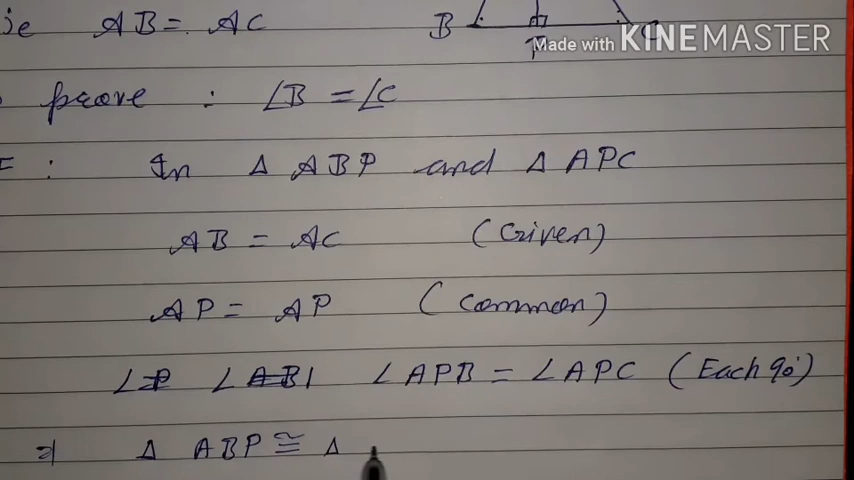 ie AB = AC
B C
P
Made with KINEMASTER
prove : ∠B = ∠C
: In Δ ABP and Δ APC
AB = AC (Given)
AP = AP (Common)
∠APB = ∠APC (Each 90°)
⇒ Δ ABP ≅ Δ